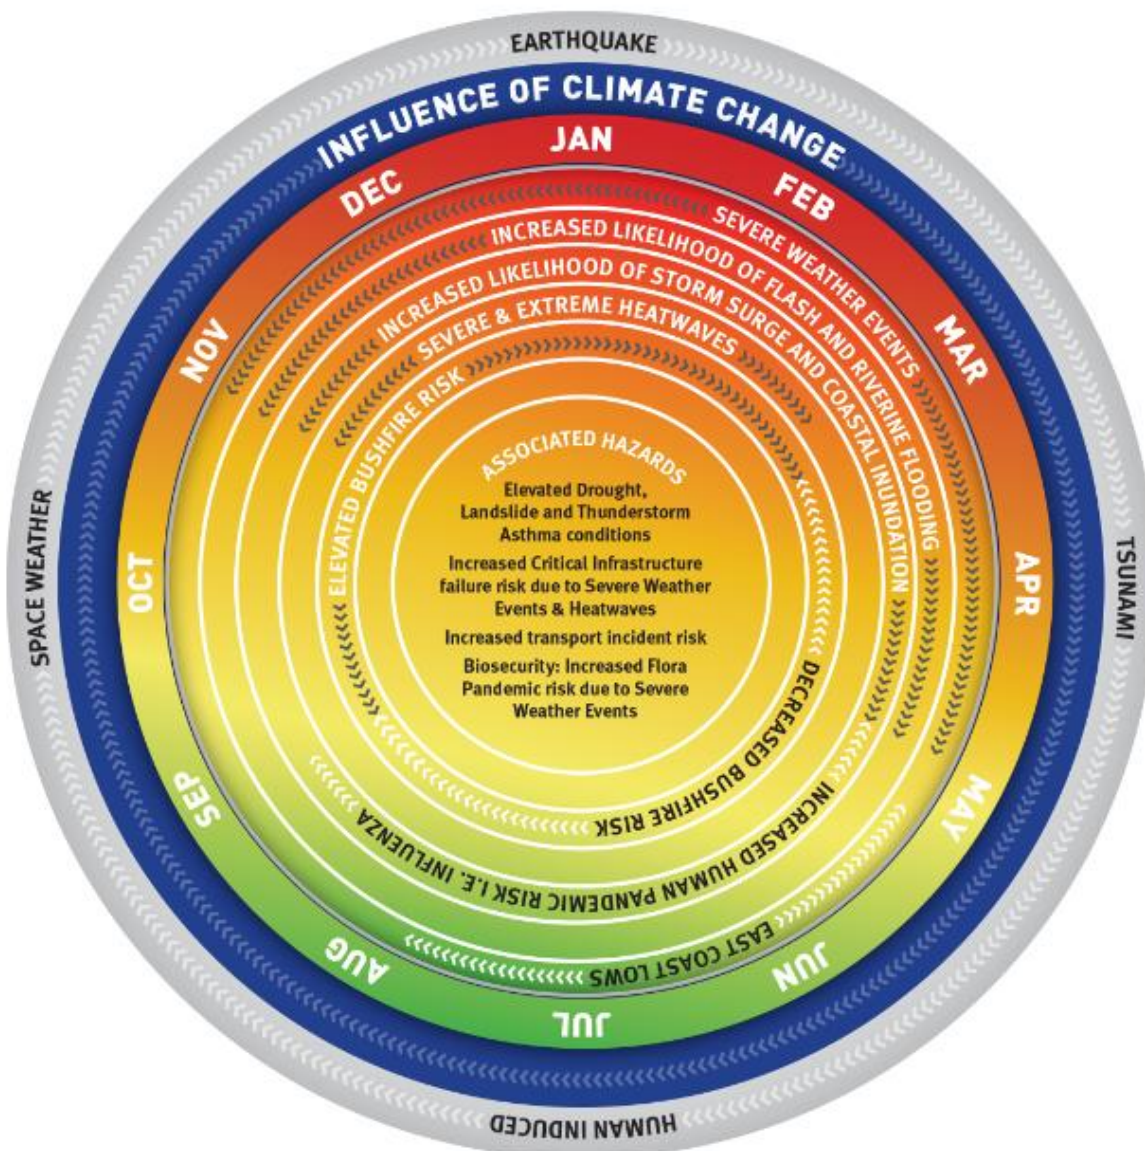 EARTHQUAKE
TSUNAMI
HUMAN INDUCED
SPACE WEATHER
INFLUENCE OF CLIMATE CHANGE
JAN
FEB
MAR
APR
MAY
JUN
JUL
AUG
SEP
OCT
NOV
DEC
SEVERE WEATHER EVENTS
INCREASED LIKELIHOOD OF FLASH AND RIVERINE FLOODING
INCREASED LIKELIHOOD OF STORM SURGE AND COASTAL INUNDATION
SEVERE & EXTREME HEATWAVES
ELEVATED BUSHFIRE RISK
DECREASED BUSHFIRE RISK
INCREASED HUMAN PANDEMIC RISK I.E. INFLUENZA
EAST COAST LOWS
ASSOCIATED HAZARDS
Elevated Drought,
Landslide and Thunderstorm
Asthma conditions
Increased Critical Infrastructure
failure risk due to Severe Weather
Events & Heatwaves
Increased transport incident risk
Biosecurity: Increased Flora
Pandemic risk due to Severe
Weather Events